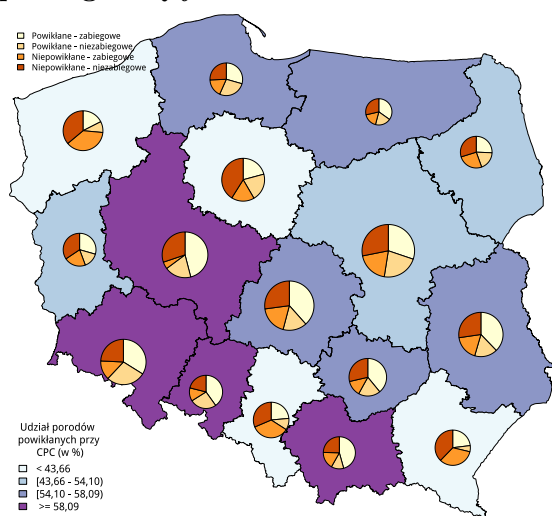 Powikłane – zabiegowe
Powikłane – niezabiegowe
Niepowikłane – zabiegowe
Niepowikłane – niezabiegowe
Udział porodów
powikłanych przy
CPC (w %)
< 43,66
[43,66 – 54,10)
[54,10 – 58,09)
>= 58,09